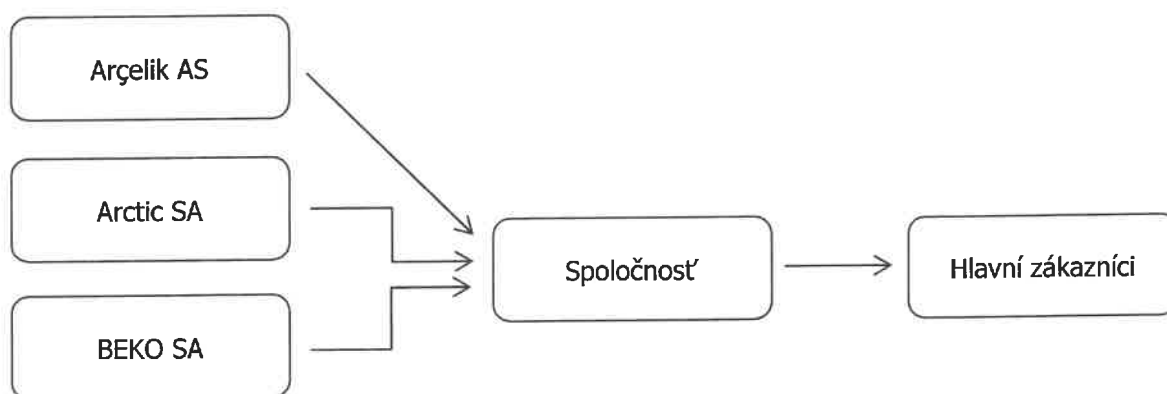 Arçelik AS
Arctic SA
BEKO SA
Spoločnosť
Hlavní zákazníci